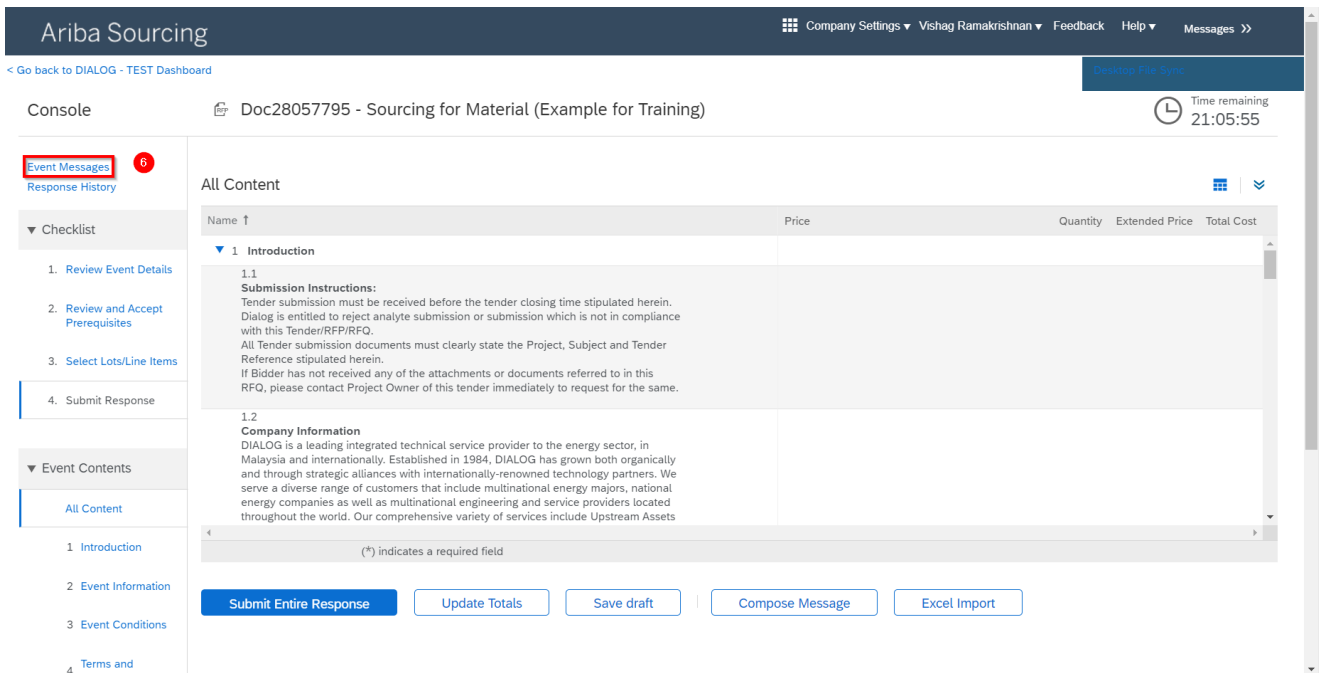 Ariba Sourcing
Company Settings ▾ Vishag Ramakrishnan ▾ Feedback Help ▾ Messages >>
< Go back to DIALOG - TEST Dashboard
Desktop File Sync
Console
RFP
Doc28057795 - Sourcing for Material (Example for Training)
Time remaining
21:05:55
Event Messages
6
Response History
▼ Checklist
1. Review Event Details
2. Review and Accept
Prerequisites
3. Select Lots/Line Items
4. Submit Response
▼ Event Contents
All Content
1 Introduction
2 Event Information
3 Event Conditions
4 Terms and
All Content
Name ↑ Price Quantity Extended Price Total Cost
▼ 1 Introduction
1.1
Submission Instructions:
Tender submission must be received before the tender closing time stipulated herein.
Dialog is entitled to reject analyte submission or submission which is not in compliance
with this Tender/RFP/RFQ.
All Tender submission documents must clearly state the Project, Subject and Tender
Reference stipulated herein.
If Bidder has not received any of the attachments or documents referred to in this
RFQ, please contact Project Owner of this tender immediately to request for the same.
1.2
Company Information
DIALOG is a leading integrated technical service provider to the energy sector, in
Malaysia and internationally. Established in 1984, DIALOG has grown both organically
and through strategic alliances with internationally-renowned technology partners. We
serve a diverse range of customers that include multinational energy majors, national
energy companies as well as multinational engineering and service providers located
throughout the world. Our comprehensive variety of services include Upstream Assets
(*) indicates a required field
Submit Entire Response Update Totals Save draft Compose Message Excel Import